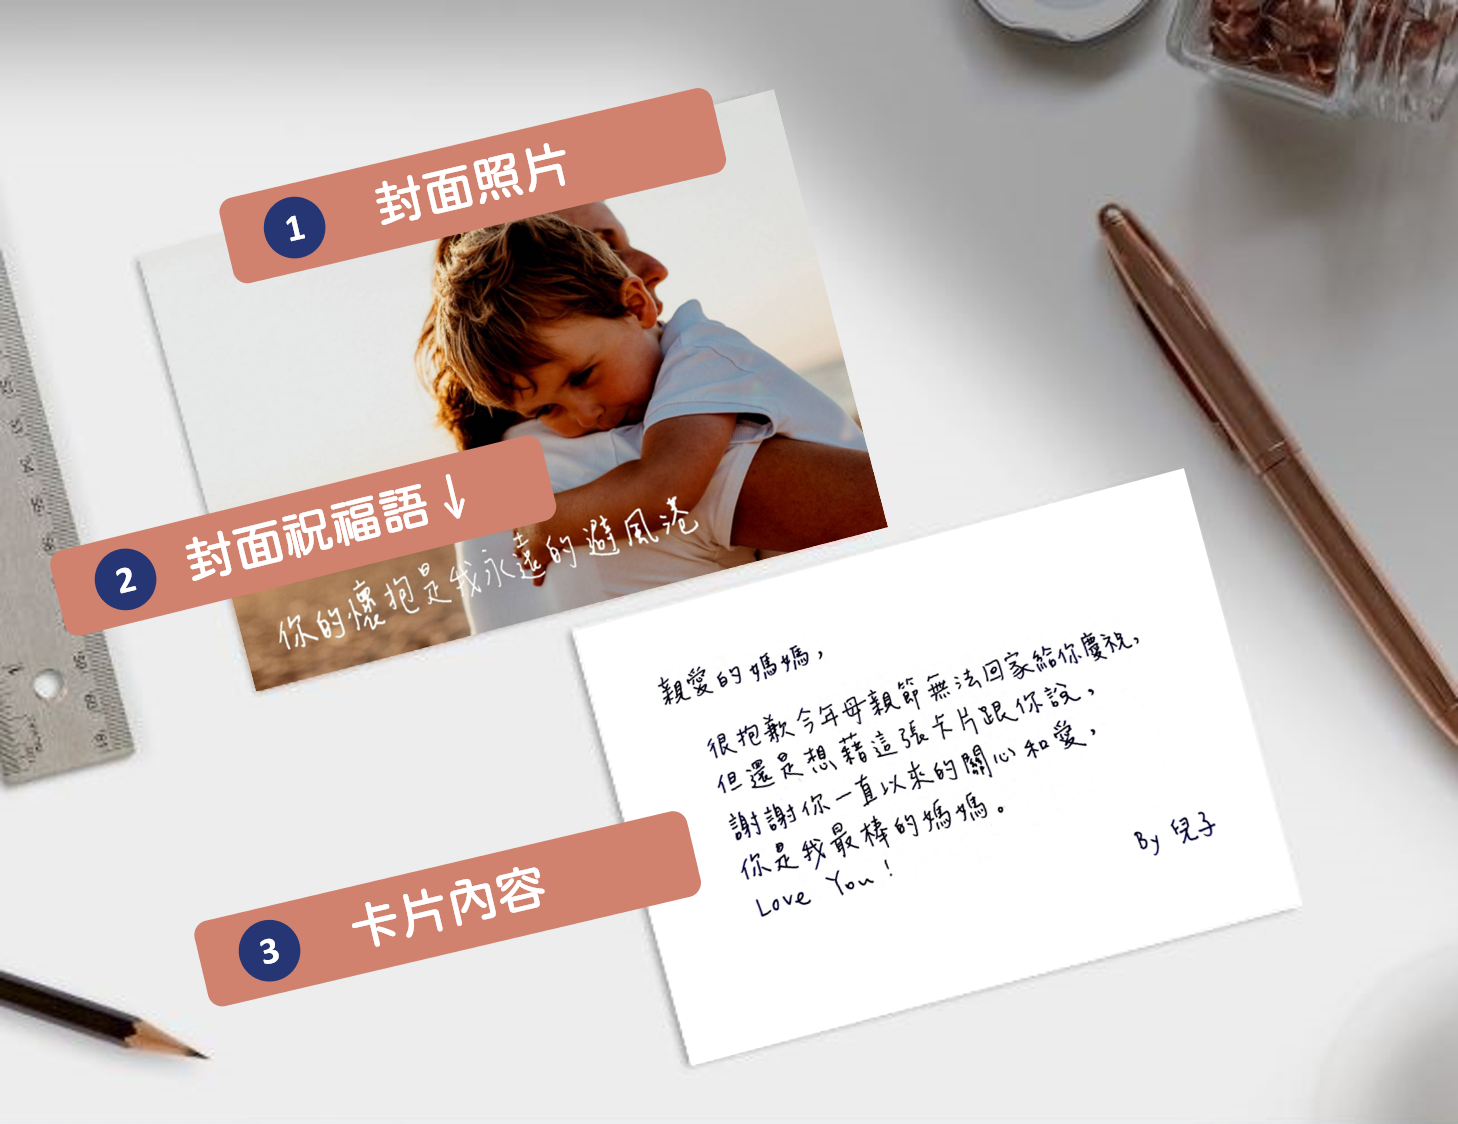 1 封面照片
2 封面祝福語↓
你的懷抱是我永遠的避風港
親愛的媽媽，
很抱歉今年母親節無法回家給你慶祝，
但還是想藉這張卡片跟你說，
謝謝你一直以來的關心和愛，
你是我最棒的媽媽。
Love You!
By 兒子
3 卡片內容